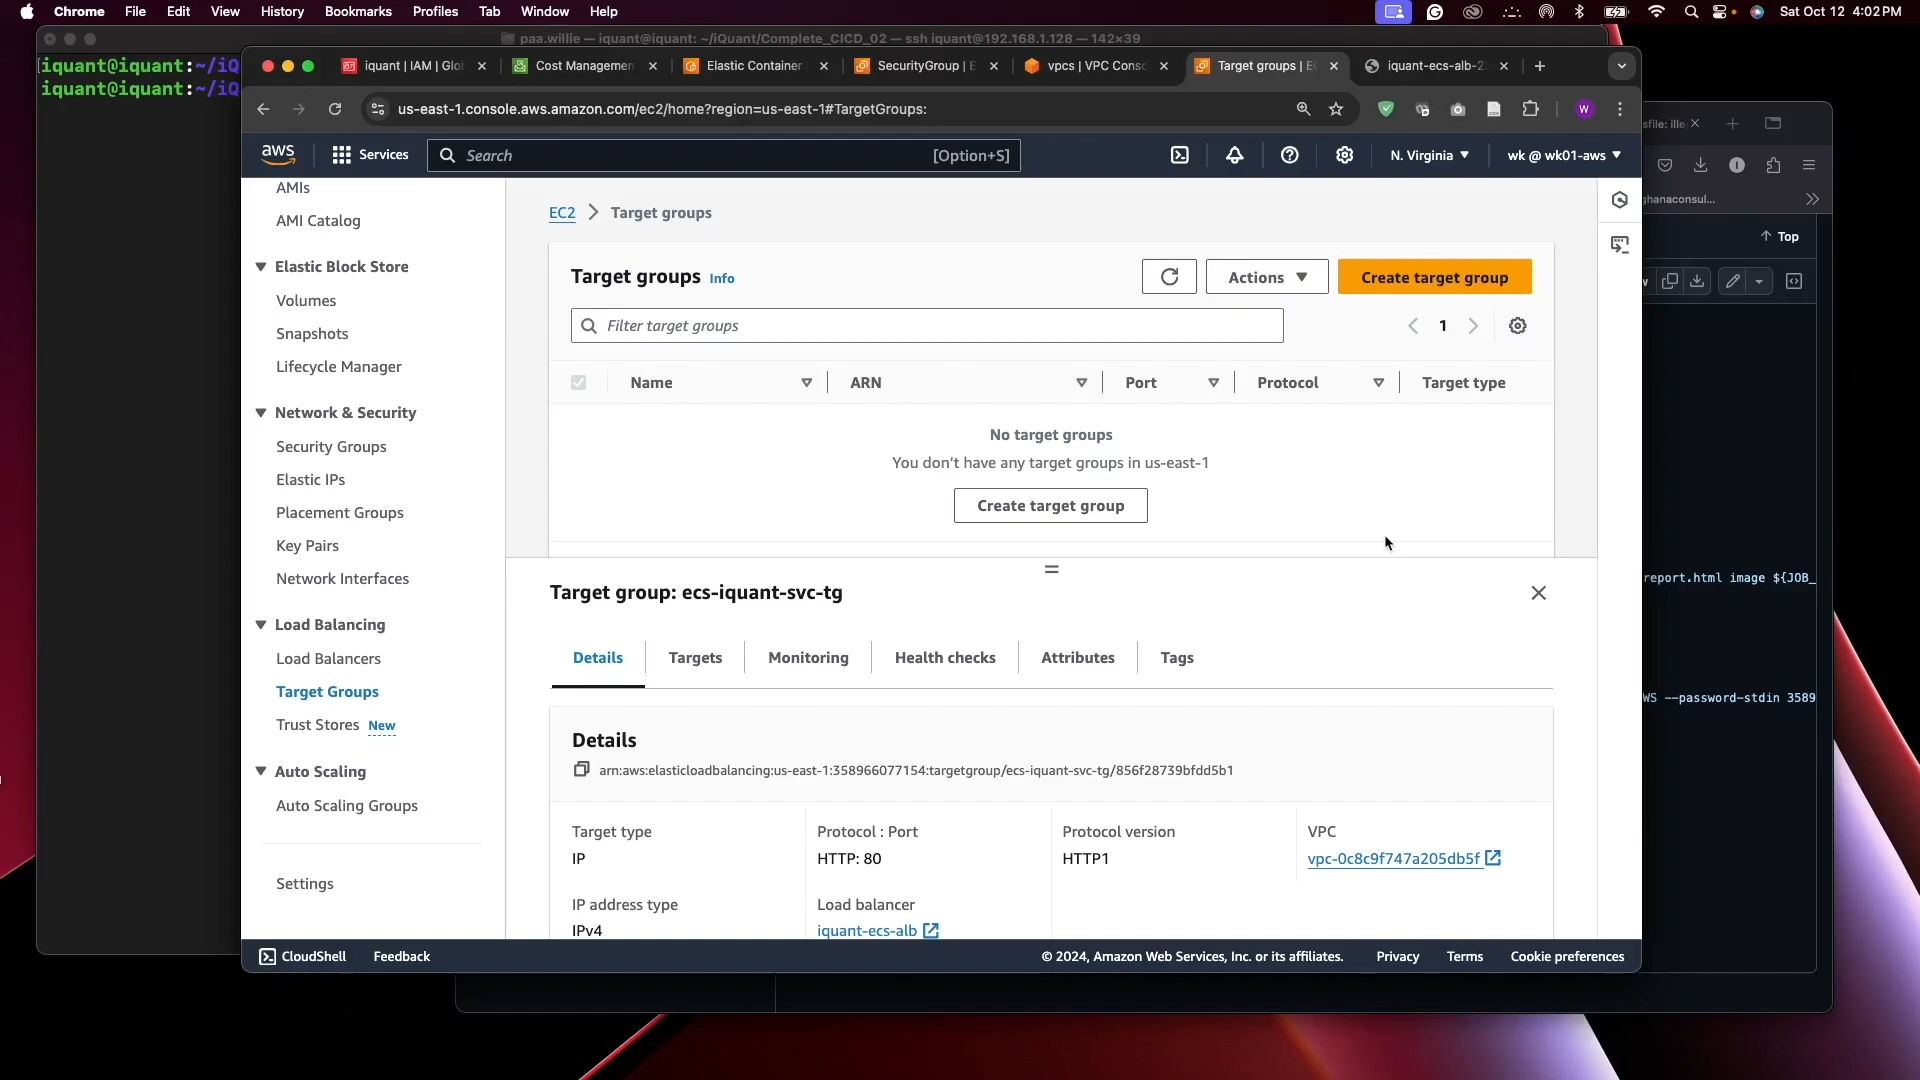 Chrome File Edit View History Bookmarks Profiles Tab Window Help Sat Oct 12 4:02 PM
paa.willie — iquant@iquant: ~/iQuant/Complete_CICD_02 — ssh iquant@192.168.1.128 — 142×39
iquant@iquant:~/iQ
iquant@iquant:~/iQ
iquant | IAM | Glo Cost Managemen Elastic Container SecurityGroup | E vpcs | VPC Conso Target groups | EC iquant-ecs-alb-2
us-east-1.console.aws.amazon.com/ec2/home?region=us-east-1#TargetGroups:
W
aws Services Search [Option+S] N. Virginia wk @ wk01-aws
AMIs
AMI Catalog
Elastic Block Store
Volumes
Snapshots
Lifecycle Manager
Network & Security
Security Groups
Elastic IPs
Placement Groups
Key Pairs
Network Interfaces
Load Balancing
Load Balancers
Target Groups
Trust Stores New
Auto Scaling
Auto Scaling Groups
Settings
EC2 > Target groups
Target groups Info
Actions
Create target group
Filter target groups
1
Name ARN Port Protocol Target type
No target groups
You don't have any target groups in us-east-1
Create target group
Target group: ecs-iquant-svc-tg
Details Targets Monitoring Health checks Attributes Tags
Details
arn:aws:elasticloadbalancing:us-east-1:358966077154:targetgroup/ecs-iquant-svc-tg/856f28739bfdd5b1
Target type Protocol : Port Protocol version VPC
IP HTTP: 80 HTTP1 vpc-0c8c9f747a205db5f
IP address type Load balancer
IPv4 iquant-ecs-alb
CloudShell Feedback © 2024, Amazon Web Services, Inc. or its affiliates. Privacy Terms Cookie preferences
sfile: ille
ghanaconsul...
Top
report.html image ${JOB_
WS --password-stdin 3589